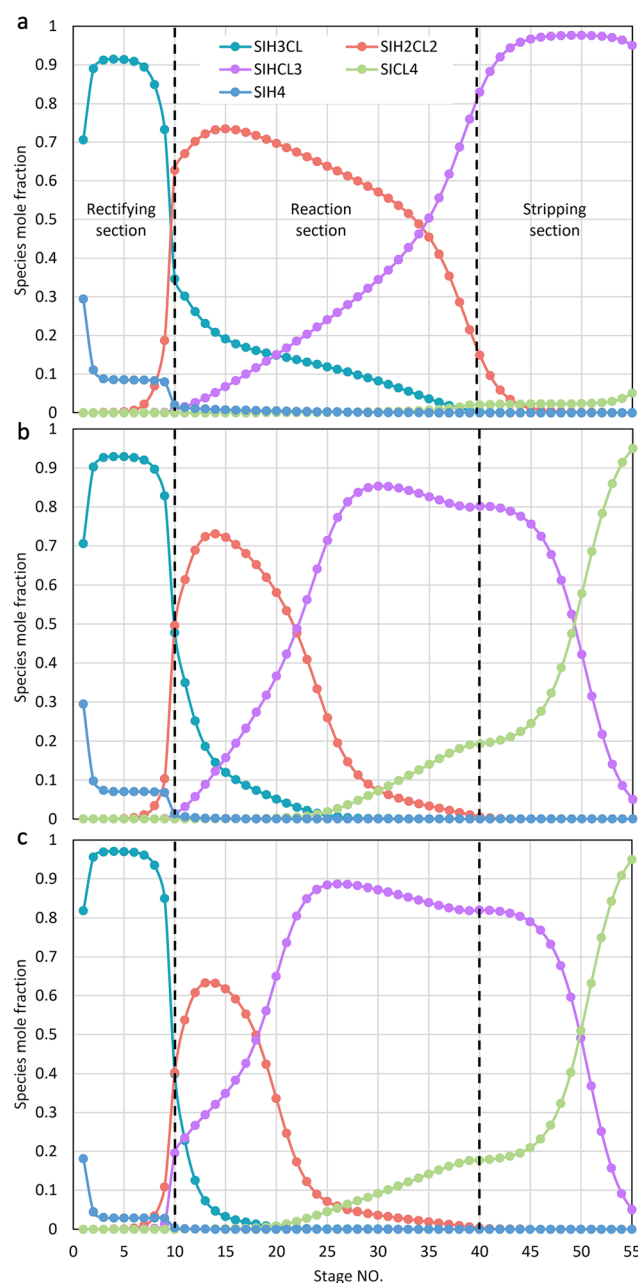 a
SIH3CL SIH2CL2
SIHCL3 SICL4
SIH4
Species mole fraction
1
0.9
0.8
0.7
0.6
0.5
0.4
0.3
0.2
0.1
0
Rectifying
section
Reaction
section
Stripping
section
b
Species mole fraction
1
0.9
0.8
0.7
0.6
0.5
0.4
0.3
0.2
0.1
0
c
Species mole fraction
1
0.9
0.8
0.7
0.6
0.5
0.4
0.3
0.2
0.1
0
0 5 10 15 20 25 30 35 40 45 50 55
Stage NO.